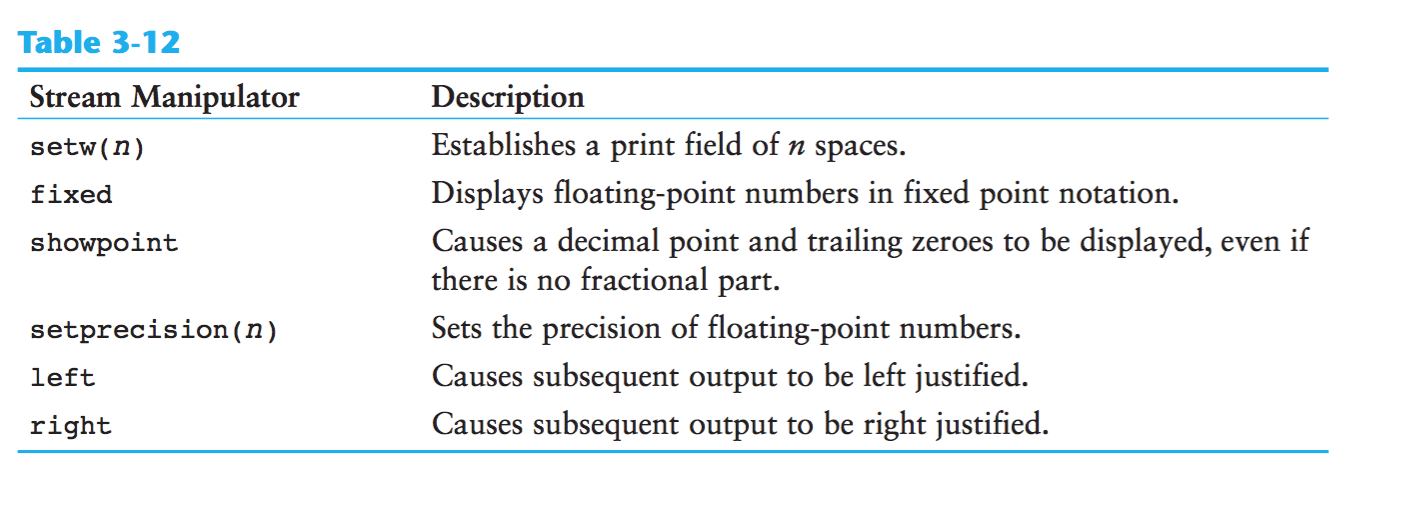 Table 3-12
Stream Manipulator Description
setw(n) Establishes a print field of n spaces.
fixed Displays floating-point numbers in fixed point notation.
showpoint Causes a decimal point and trailing zeroes to be displayed, even if
there is no fractional part.
setprecision(n) Sets the precision of floating-point numbers.
left Causes subsequent output to be left justified.
right Causes subsequent output to be right justified.